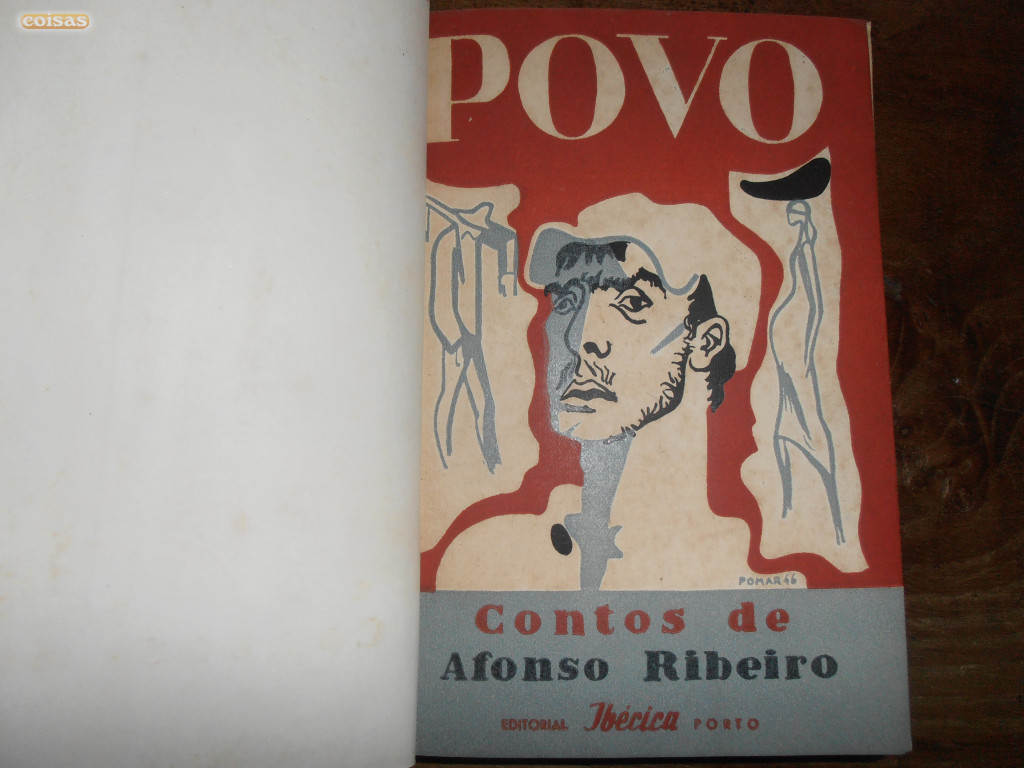 coisas
POVO
POMAR 46
Contos de
Afonso Ribeiro
EDITORIAL Ibérica PORTO